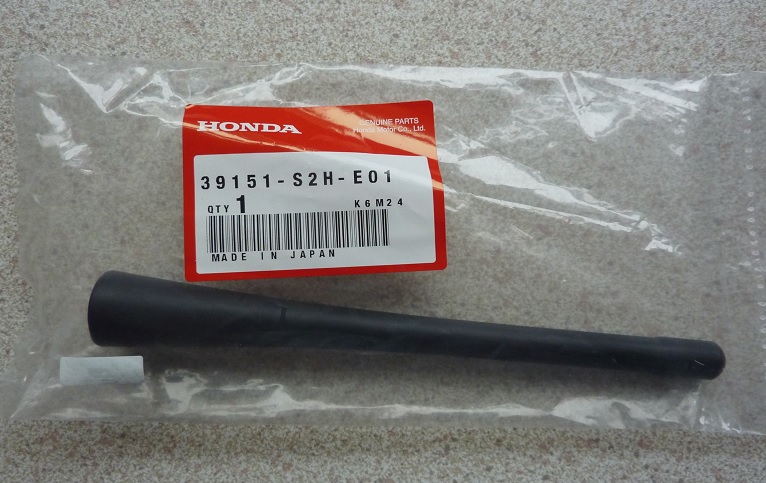 HONDA
GENUINE PARTS
Honda Motor Co., Ltd.
39151-S2H-E01
QTY 1 K6M24
MADE IN JAPAN